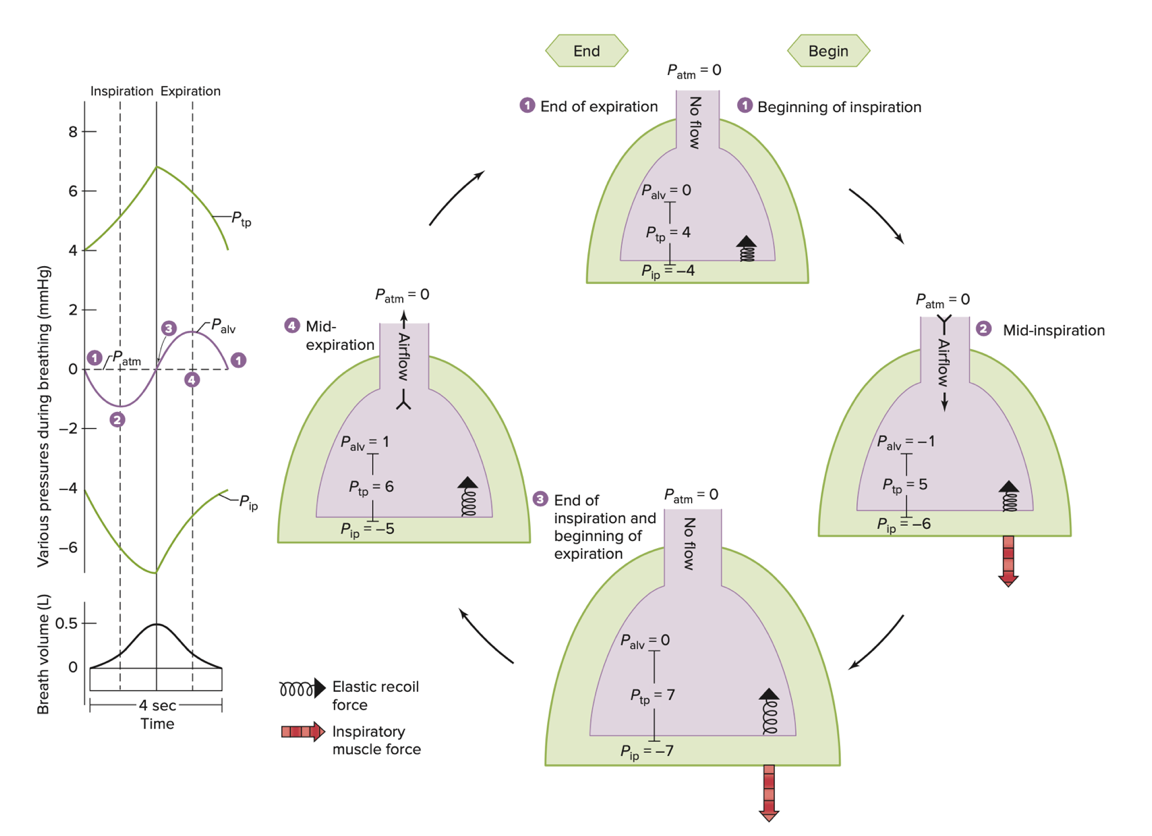 End
Begin
Patm = 0
1 End of expiration
1 Beginning of inspiration
No flow
Palv = 0
Ptp = 4
Pip = –4
Inspiration
Expiration
Various pressures during breathing (mmHg)
8
6
4
2
0
–2
–4
–6
Ptp
Palv
Patm
Pip
1
2
3
4
1
Breath volume (L)
0.5
0
4 sec
Time
Patm = 0
4 Mid-
expiration
Airflow
Palv = 1
Ptp = 6
Pip = –5
Patm = 0
2 Mid-inspiration
Airflow
Palv = –1
Ptp = 5
Pip = –6
Patm = 0
3 End of
inspiration and
beginning of
expiration
No flow
Palv = 0
Ptp = 7
Pip = –7
Elastic recoil
force
Inspiratory
muscle force